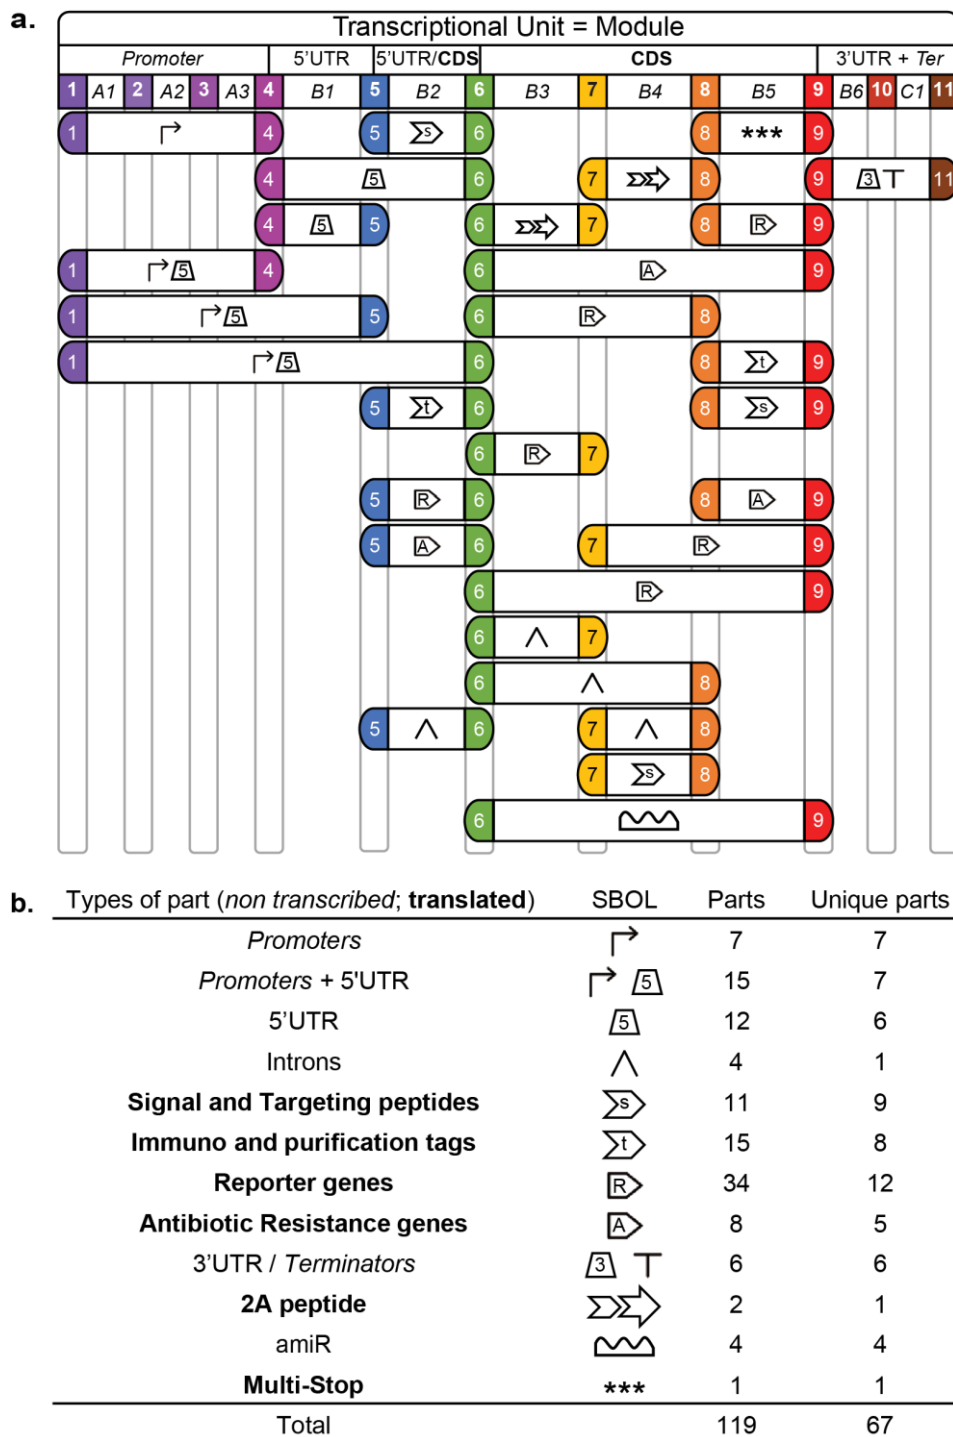 a.
Transcriptional Unit = Module
Promoter 5'UTR 5'UTR/CDS CDS 3'UTR + Ter
1 A1 2 A2 3 A3 4 B1 5 B2 6 B3 7 B4 8 B5 9 B6 10 C1 11
1 4 5 s 6 8 *** 9
4 5 6 7 8 9 3 11
4 5 5 6 7 8 R 9
1 5 4 6 A 9
1 5 5 6 R 8
1 5 6 8 t 9
5 t 6 8 s 9
6 R 7
5 R 6 8 A 9
5 A 6 7 R 9
6 R 9
6 7
6 8
5 6 7 8
7 s 8
6 9
b.
Types of part (non transcribed; translated) SBOL Parts Unique parts
Promoters 7 7
Promoters + 5'UTR 5 15 7
5'UTR 5 12 6
Introns 4 1
Signal and Targeting peptides s 11 9
Immuno and purification tags t 15 8
Reporter genes R 34 12
Antibiotic Resistance genes A 8 5
3'UTR / Terminators 3 6 6
2A peptide 2 1
amiR 4 4
Multi-Stop *** 1 1
Total 119 67